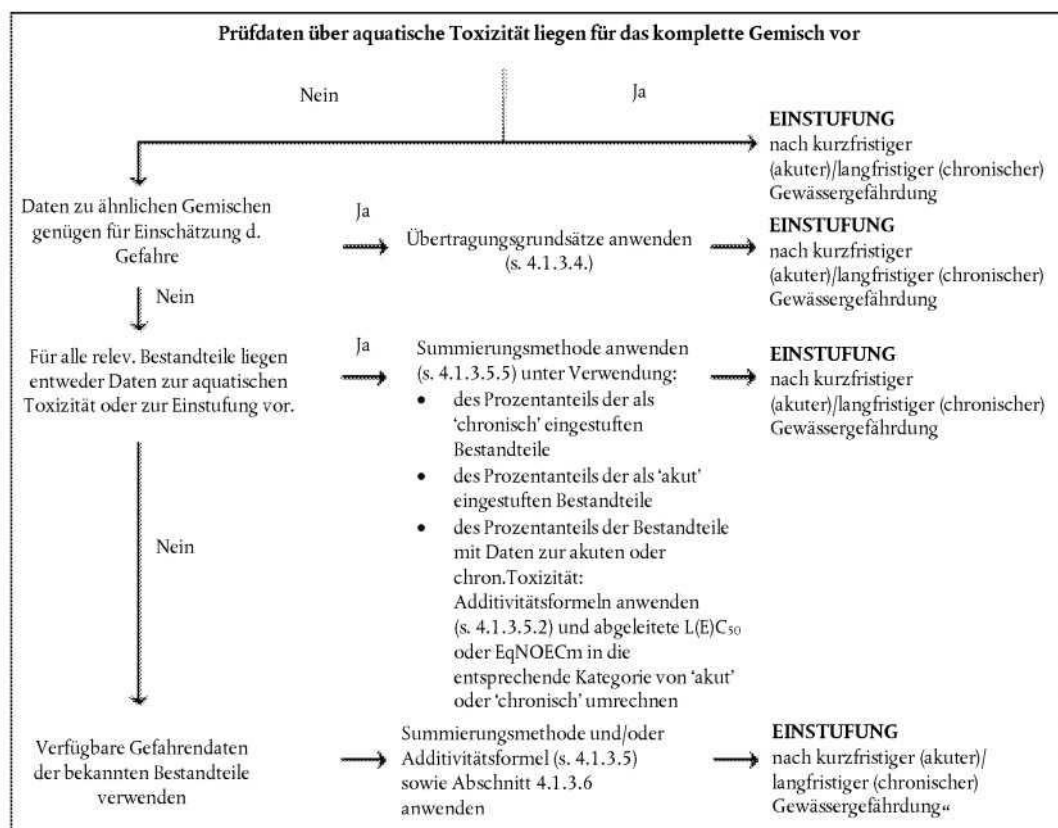 Prüfdaten über aquatische Toxizität liegen für das komplette Gemisch vor
Nein
Ja
EINSTUFUNG
nach kurzfristiger
(akuter)/langfristiger (chronischer)
Gewässergefährdung
Daten zu ähnlichen Gemischen
genügen für Einschätzung d.
Gefahre
Ja
Übertragungsgrundsätze anwenden
(s. 4.1.3.4.)
EINSTUFUNG
nach kurzfristiger
(akuter)/langfristiger (chronischer)
Gewässergefährdung
Nein
Für alle relev. Bestandteile liegen
entweder Daten zur aquatischen
Toxizität oder zur Einstufung vor.
Ja
Summierungsmethode anwenden
(s. 4.1.3.5.5) unter Verwendung:
• des Prozentanteils der als
‘chronisch’ eingestuften
Bestandteile
• des Prozentanteils der als ‘akut’
eingestuften Bestandteile
• des Prozentanteils der Bestandteile
mit Daten zur akuten oder
chron.Toxizität:
Additivitätsformeln anwenden
(s. 4.1.3.5.2) und abgeleitete L(E)C₅₀
oder EqNOECm in die
entsprechende Kategorie von ‘akut’
oder ‘chronisch’ umrechnen
EINSTUFUNG
nach kurzfristiger
(akuter)/langfristiger (chronischer)
Gewässergefährdung
Nein
Verfügbare Gefahrendaten
der bekannten Bestandteile
verwenden
Summierungsmethode und/oder
Additivitätsformel (s. 4.1.3.5)
sowie Abschnitt 4.1.3.6
anwenden
EINSTUFUNG
nach kurzfristiger (akuter)/
langfristiger (chronischer)
Gewässergefährdung“